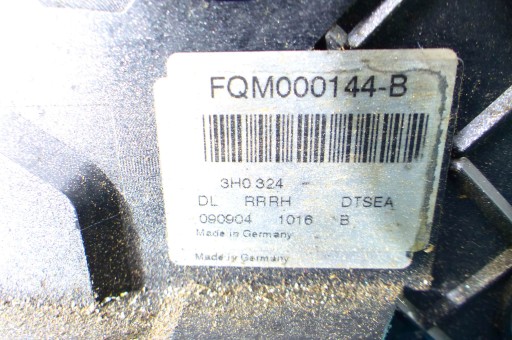 FQM000144-B
3H0 324 -
DL RRRH DTSEA
090904 1016 B
Made in Germany
Made in Germany